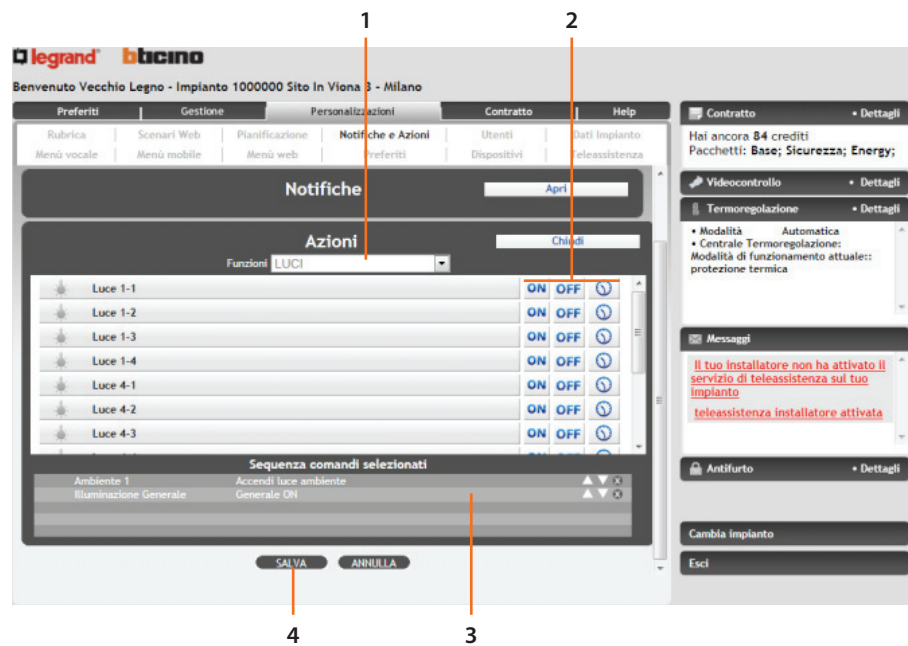 1 2
legrand bticino
Benvenuto Vecchio Legno - Impianto 1000000 Sito In Viona 3 - Milano
Preferiti Gestione Personalizzazioni Contratto Help
Rubrica Scenari Web Pianificazione Notifiche e Azioni Utenti Dati Impianto
Menù vocale Menù mobile Menù web Preferiti Dispositivi Teleassistenza
Notifiche Apri
Azioni Chiudi
Funzioni LUCI
Luce 1-1 ON OFF
Luce 1-2 ON OFF
Luce 1-3 ON OFF
Luce 1-4 ON OFF
Luce 4-1 ON OFF
Luce 4-2 ON OFF
Luce 4-3 ON OFF
Sequenza comandi selezionati
Ambiente 1 Accendi luce ambiente
Illuminazione Generale Generale ON
SALVA ANNULLA
Contratto • Dettagli
Hai ancora 84 crediti
Pacchetti: Base; Sicurezza; Energy;
Videocontrollo • Dettagli
Termoregolazione • Dettagli
• Modalità Automatica
• Centrale Termoregolazione:
Modalità di funzionamento attuale::
protezione termica
Messaggi
Il tuo installatore non ha attivato il
servizio di teleassistenza sul tuo
impianto
teleassistenza installatore attivata
Antifurto • Dettagli
Cambia impianto
Esci
4 3